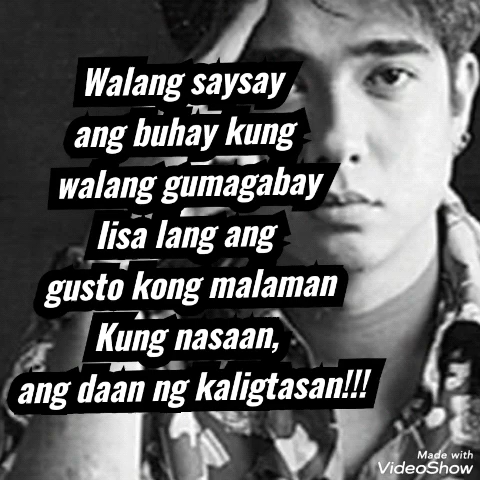 Walang saysay
ang buhay kung
walang gumagabay
Iisa lang ang
gusto kong malaman
Kung nasaan,
ang daan ng kaligtasan!!!
Made with
VideoShow